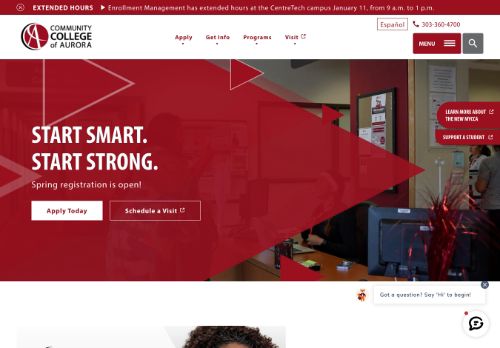 EXTENDED HOURS ▶ Enrollment Management has extended hours at the CentreTech campus January 11, from 9 a.m. to 1 p.m.
Español 303-360-4700
COMMUNITY
COLLEGE
of AURORA
Apply Get Info Programs Visit
MENU
LEARN MORE ABOUT
THE NEW MYCCA
SUPPORT A STUDENT
START SMART.
START STRONG.
Spring registration is open!
Apply Today Schedule a Visit
Got a question? Say 'Hi' to begin!